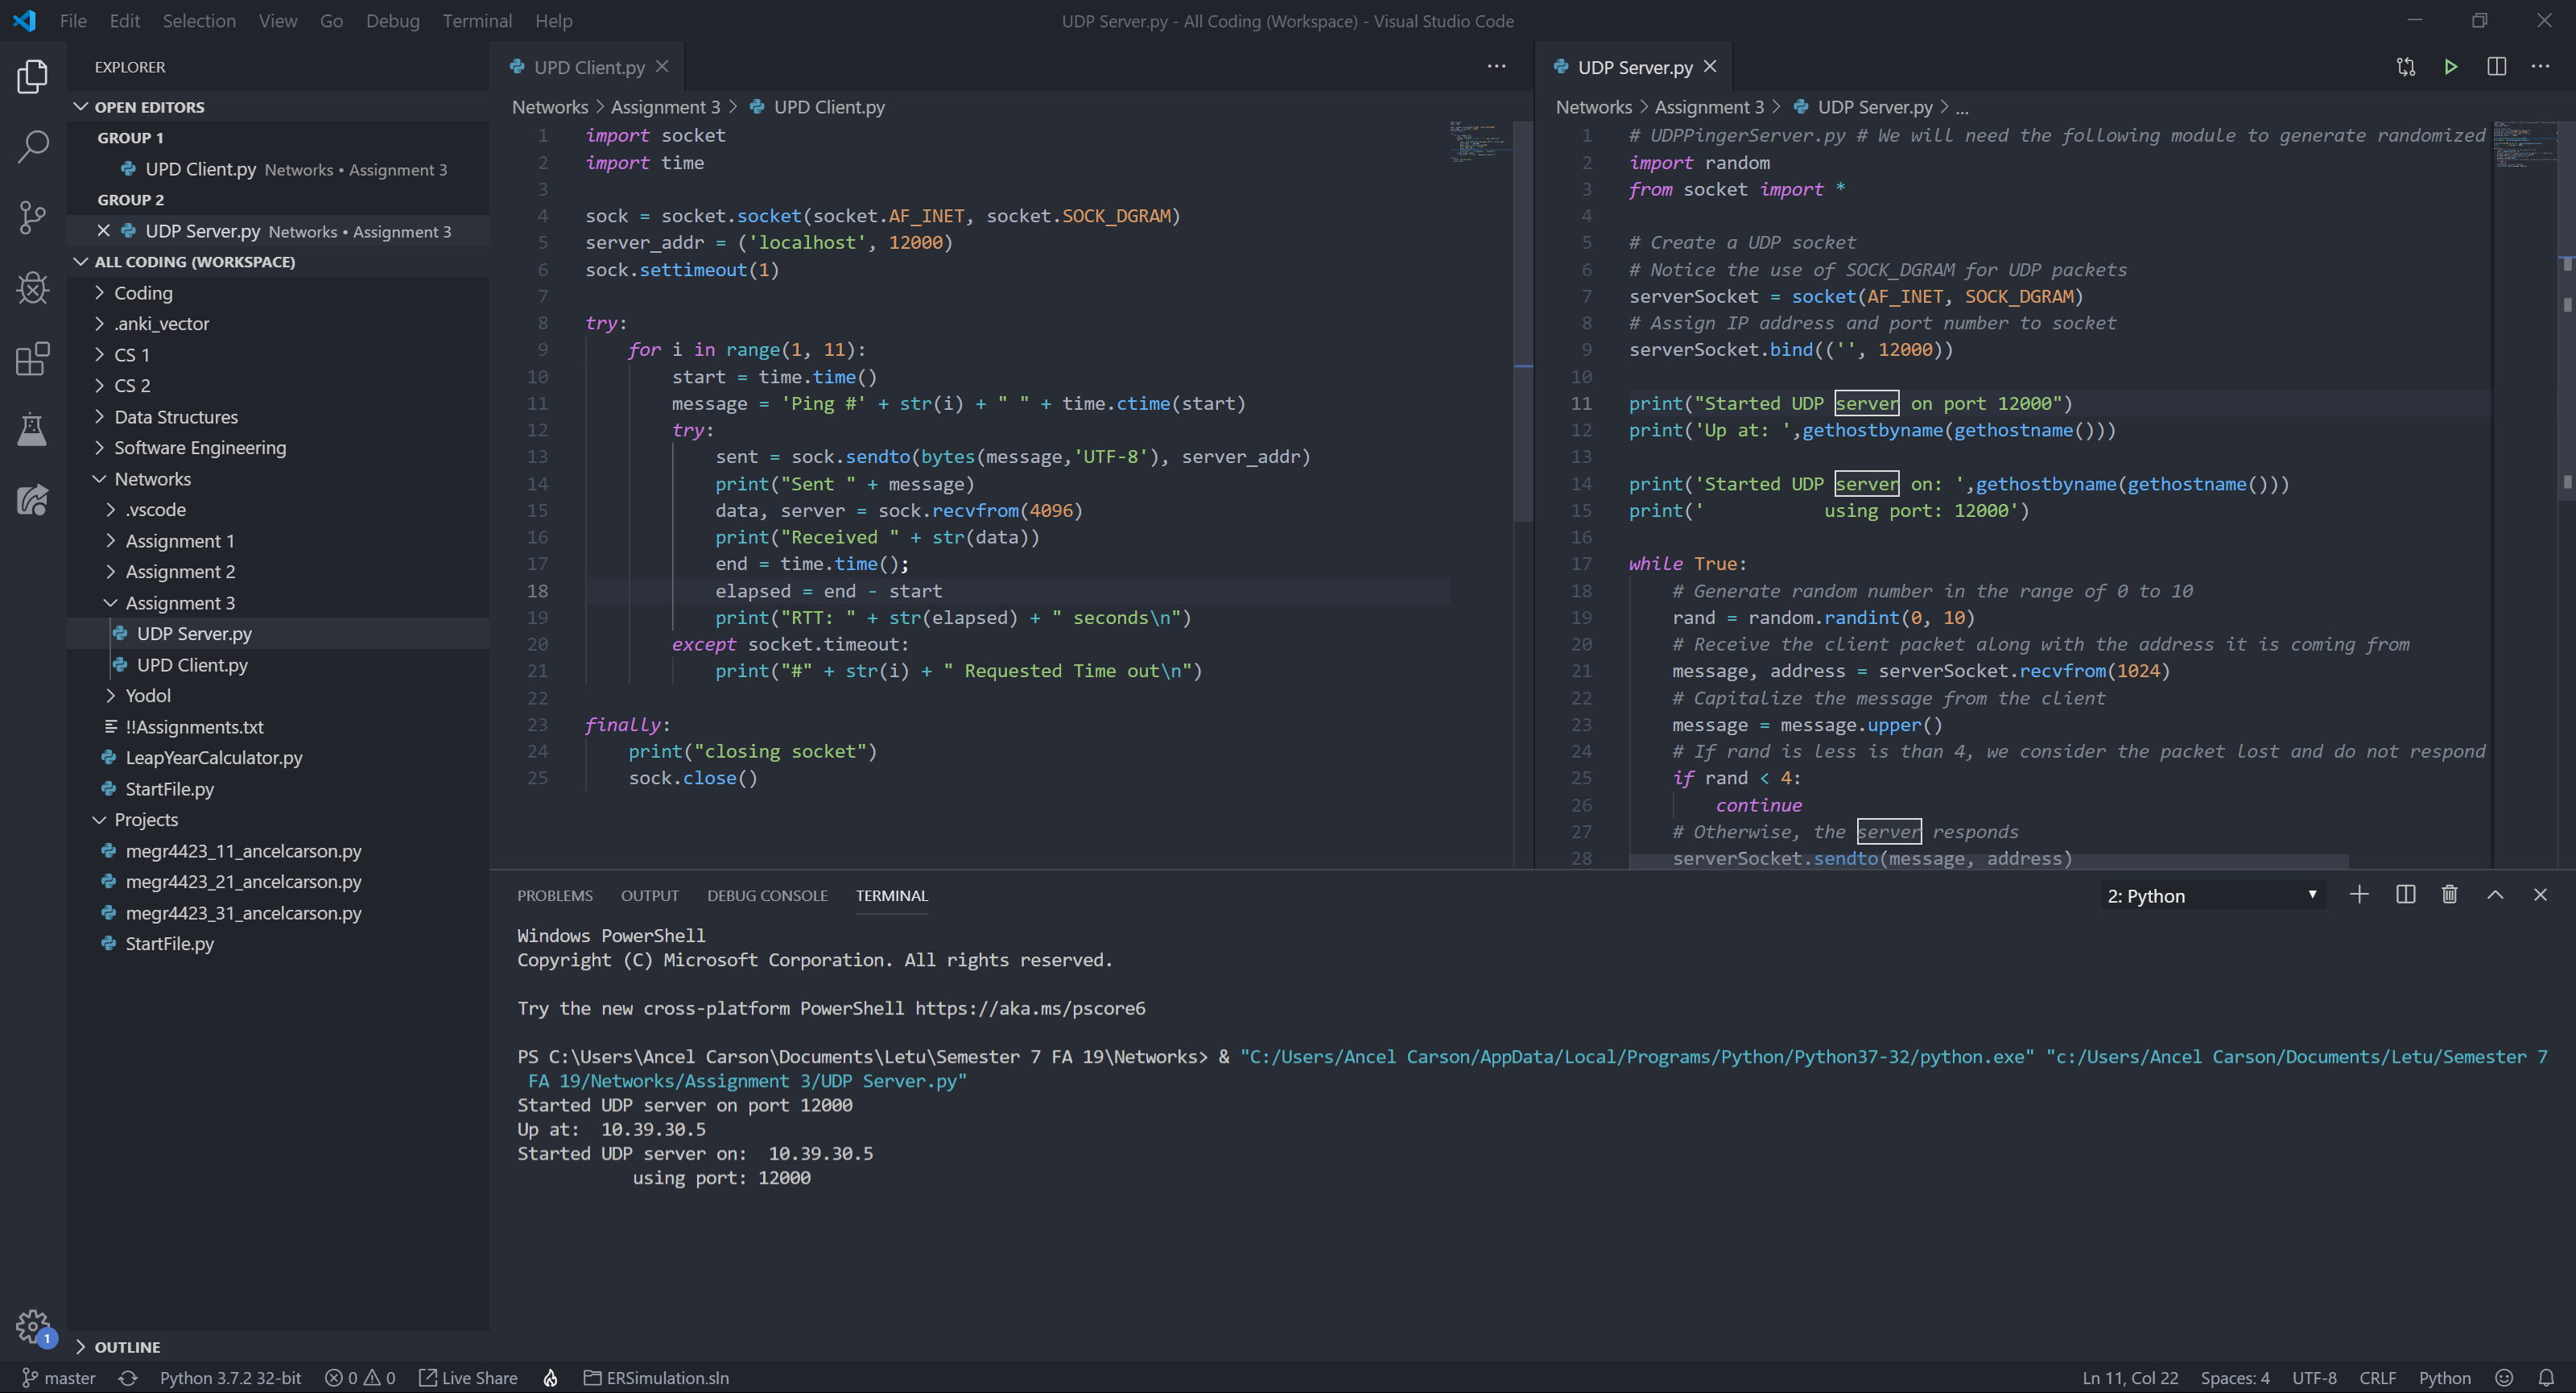 File Edit Selection View Go Debug Terminal Help
UDP Server.py - All Coding (Workspace) - Visual Studio Code
EXPLORER
OPEN EDITORS
GROUP 1
UPD Client.py Networks • Assignment 3
GROUP 2
UDP Server.py Networks • Assignment 3
ALL CODING (WORKSPACE)
Coding
.anki_vector
CS 1
CS 2
Data Structures
Software Engineering
Networks
.vscode
Assignment 1
Assignment 2
Assignment 3
UDP Server.py
UPD Client.py
Yodol
!!Assignments.txt
LeapYearCalculator.py
StartFile.py
Projects
megr4423_11_ancelcarson.py
megr4423_21_ancelcarson.py
megr4423_31_ancelcarson.py
StartFile.py
OUTLINE
1
UPD Client.py
Networks > Assignment 3 > UPD Client.py
1 import socket
2 import time
3
4 sock = socket.socket(socket.AF_INET, socket.SOCK_DGRAM)
5 server_addr = ('localhost', 12000)
6 sock.settimeout(1)
7
8 try:
9 for i in range(1, 11):
10 start = time.time()
11 message = 'Ping #' + str(i) + " " + time.ctime(start)
12 try:
13 sent = sock.sendto(bytes(message,'UTF-8'), server_addr)
14 print("Sent " + message)
15 data, server = sock.recvfrom(4096)
16 print("Received " + str(data))
17 end = time.time();
18 elapsed = end - start
19 print("RTT: " + str(elapsed) + " seconds\n")
20 except socket.timeout:
21 print("#" + str(i) + " Requested Time out\n")
22
23 finally:
24 print("closing socket")
25 sock.close()
UDP Server.py
Networks > Assignment 3 > UDP Server.py > ...
1 # UDPPingerServer.py # We will need the following module to generate randomized
2 import random
3 from socket import *
4
5 # Create a UDP socket
6 # Notice the use of SOCK_DGRAM for UDP packets
7 serverSocket = socket(AF_INET, SOCK_DGRAM)
8 # Assign IP address and port number to socket
9 serverSocket.bind(('', 12000))
10
11 print("Started UDP server on port 12000")
12 print('Up at: ',gethostbyname(gethostname()))
13
14 print('Started UDP server on: ',gethostbyname(gethostname()))
15 print('           using port: 12000')
16
17 while True:
18 # Generate random number in the range of 0 to 10
19 rand = random.randint(0, 10)
20 # Receive the client packet along with the address it is coming from
21 message, address = serverSocket.recvfrom(1024)
22 # Capitalize the message from the client
23 message = message.upper()
24 # If rand is less is than 4, we consider the packet lost and do not respond
25 if rand < 4:
26 continue
27 # Otherwise, the server responds
28 serverSocket.sendto(message, address)
PROBLEMS OUTPUT DEBUG CONSOLE TERMINAL
2: Python
Windows PowerShell
Copyright (C) Microsoft Corporation. All rights reserved.
Try the new cross-platform PowerShell https://aka.ms/pscore6
PS C:\Users\Ancel Carson\Documents\Letu\Semester 7 FA 19\Networks> & "C:/Users/Ancel Carson/AppData/Local/Programs/Python/Python37-32/python.exe" "c:/Users/Ancel Carson/Documents/Letu/Semester 7
FA 19/Networks/Assignment 3/UDP Server.py"
Started UDP server on port 12000
Up at:  10.39.30.5
Started UDP server on:  10.39.30.5
using port: 12000
master Python 3.7.2 32-bit 0 0 Live Share ERSimulation.sln Ln 11, Col 22 Spaces: 4 UTF-8 CRLF Python